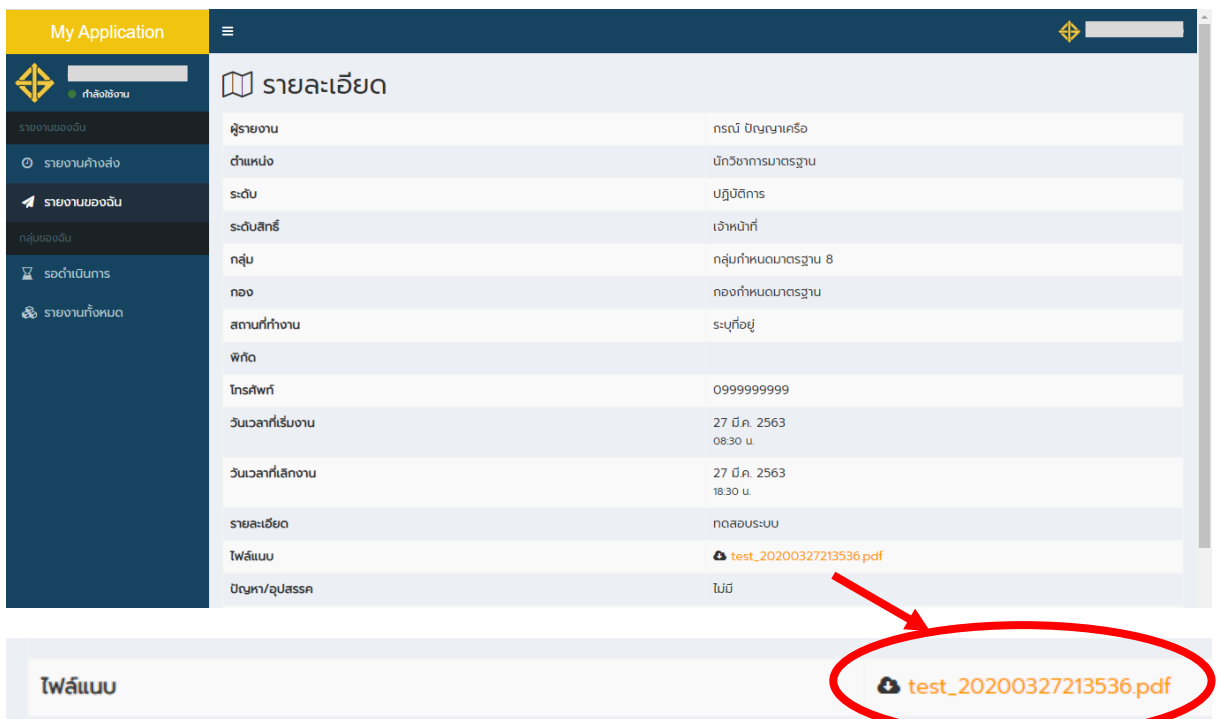 My Application
กำลังใช้งาน
รายงานของฉัน
รายงานค้างส่ง
รายงานของฉัน
กลุ่มของฉัน
รอดำเนินการ
รายงานทั้งหมด
รายละเอียด
ผู้รายงาน กรณ์ ปัญญาเครือ
ตำแหน่ง นักวิชาการมาตรฐาน
ระดับ ปฏิบัติการ
ระดับสิทธิ์ เจ้าหน้าที่
กลุ่ม กลุ่มกำหนดมาตรฐาน 8
กอง กองกำหนดมาตรฐาน
สถานที่ทำงาน ระบุที่อยู่
พิกัด
โทรศัพท์ 0999999999
วันเวลาที่เริ่มงาน 27 มี.ค. 2563
08:30 น.
วันเวลาที่เลิกงาน 27 มี.ค. 2563
18:30 น.
รายละเอียด ทดสอบระบบ
ไฟล์แนบ test_20200327213536.pdf
ปัญหา/อุปสรรค ไม่มี
ไฟล์แนบ test_20200327213536.pdf